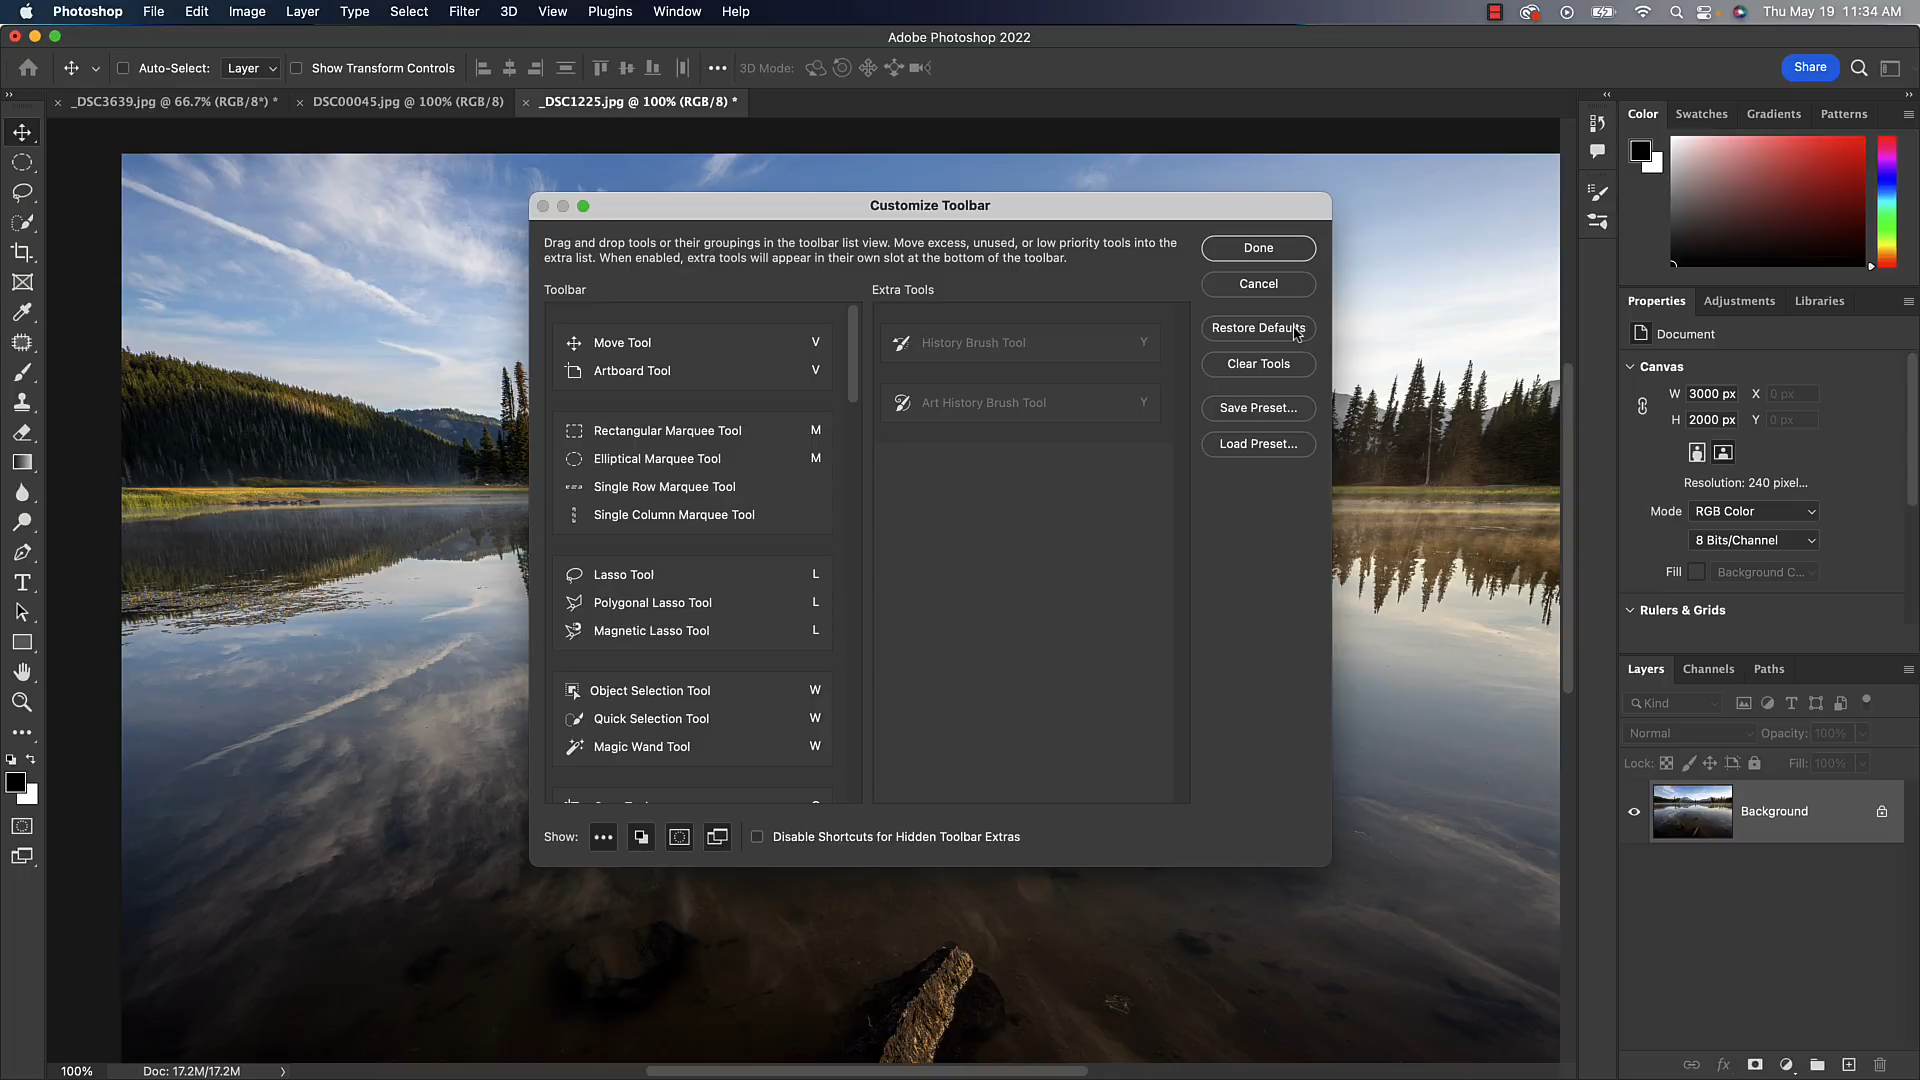 Photoshop File Edit Image Layer Type Select Filter 3D View Plugins Window Help Thu May 19 11:34 AM
Adobe Photoshop 2022
Auto-Select: Layer Show Transform Controls 3D Mode: Share
_DSC3639.jpg @ 66.7% (RGB/8*) * DSC00045.jpg @ 100% (RGB/8) _DSC1225.jpg @ 100% (RGB/8) *
Customize Toolbar
Drag and drop tools or their groupings in the toolbar list view. Move excess, unused, or low priority tools into the
extra list. When enabled, extra tools will appear in their own slot at the bottom of the toolbar.
Toolbar
Move Tool V
Artboard Tool V
Rectangular Marquee Tool M
Elliptical Marquee Tool M
Single Row Marquee Tool
Single Column Marquee Tool
Lasso Tool L
Polygonal Lasso Tool L
Magnetic Lasso Tool L
Object Selection Tool W
Quick Selection Tool W
Magic Wand Tool W
Extra Tools
History Brush Tool Y
Art History Brush Tool Y
Done
Cancel
Restore Defaults
Clear Tools
Save Preset...
Load Preset...
Show: Disable Shortcuts for Hidden Toolbar Extras
Color Swatches Gradients Patterns
Properties Adjustments Libraries
Document
Canvas
W 3000 px X 0 px
H 2000 px Y 0 px
Resolution: 240 pixel...
Mode RGB Color
8 Bits/Channel
Fill Background C...
Rulers & Grids
Layers Channels Paths
Kind
Normal Opacity: 100%
Lock: Fill: 100%
Background
fx
100% Doc: 17.2M/17.2M